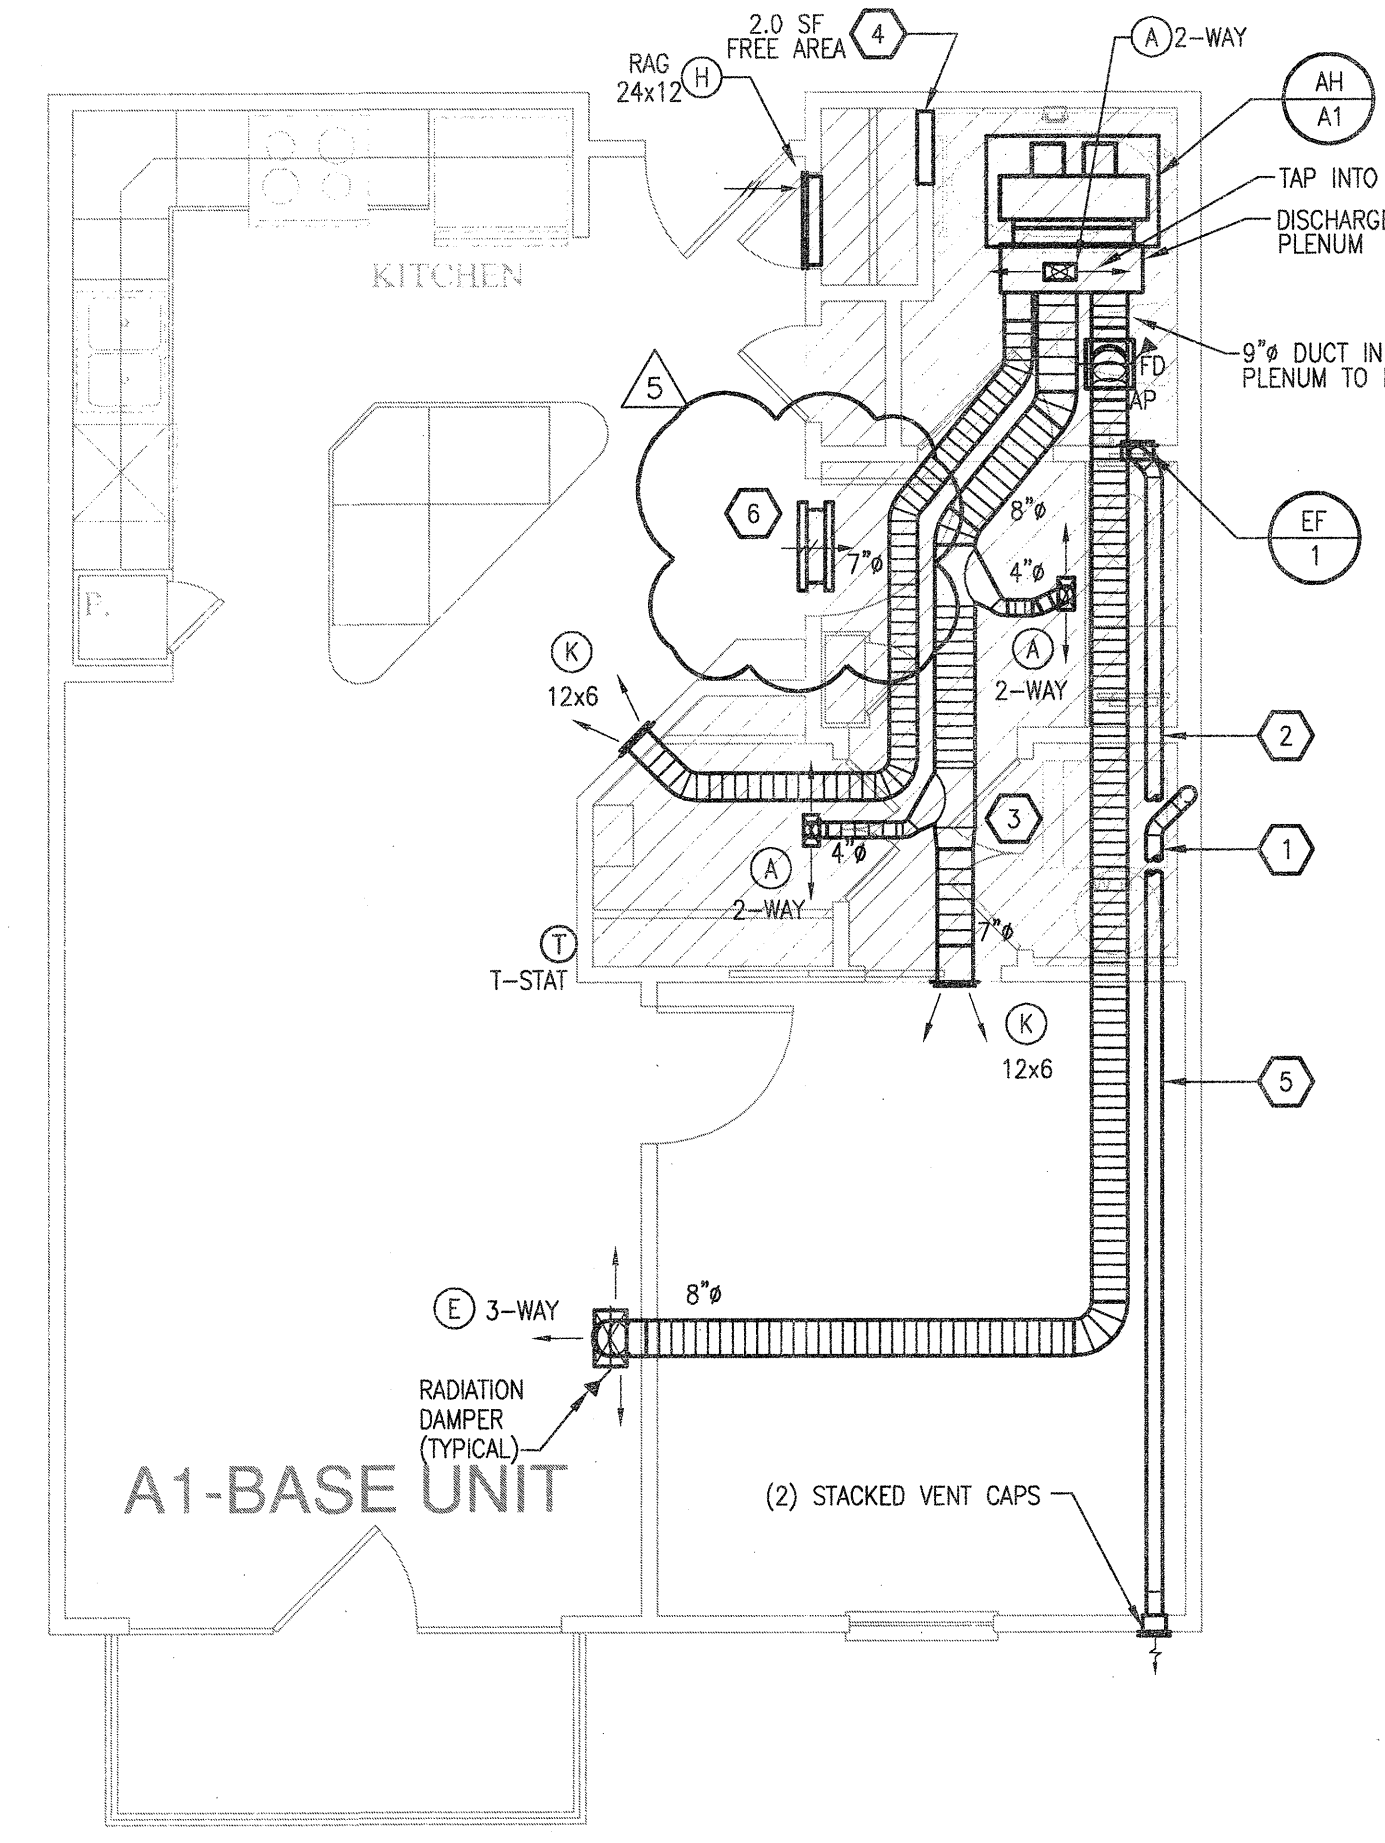 2.0 SF
FREE AREA
4
A 2-WAY
RAG
24x12
H
AH
A1
TAP INTO
DISCHARGE
PLENUM
KITCHEN
9"ø DUCT IN
PLENUM TO
FD
AP
5
6
7"ø
8"ø
4"ø
EF
1
P.
K
12x6
A
2-WAY
2
3
1
4"ø
A
2-WAY
7"ø
T
T-STAT
K
12x6
5
E 3-WAY
8"ø
RADIATION
DAMPER
(TYPICAL)
A1-BASE UNIT
(2) STACKED VENT CAPS